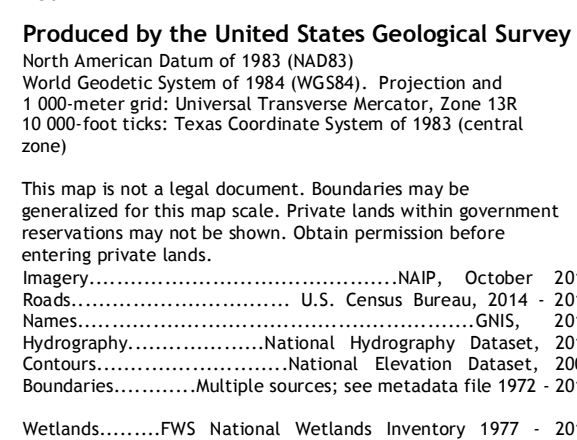 Produced by the United States Geological Survey
North American Datum of 1983 (NAD83)
World Geodetic System of 1984 (WGS84). Projection and
1 000-meter grid: Universal Transverse Mercator, Zone 13R
10 000-foot ticks: Texas Coordinate System of 1983 (central
zone)
This map is not a legal document. Boundaries may be
generalized for this map scale. Private lands within government
reservations may not be shown. Obtain permission before
entering private lands.
Imagery............................................NAIP, October
Roads............................... U.S. Census Bureau, 2014 -
Names........................................................GNIS,
Hydrography...................National Hydrography Dataset,
Contours...........................National Elevation Dataset,
Boundaries............Multiple sources; see metadata file 1972 -
Wetlands.........FWS National Wetlands Inventory 1977 -